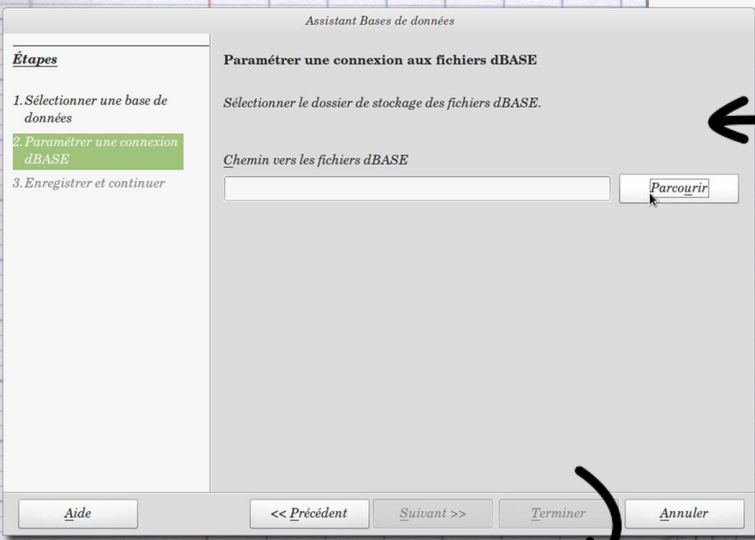 Assistant Bases de données
Étapes
1. Sélectionner une base de
données
2. Paramétrer une connexion
dBASE
3. Enregistrer et continuer
Paramétrer une connexion aux fichiers dBASE
Sélectionner le dossier de stockage des fichiers dBASE.
Chemin vers les fichiers dBASE
Parcourir
Aide
<< Précédent
Suivant >>
Terminer
Annuler